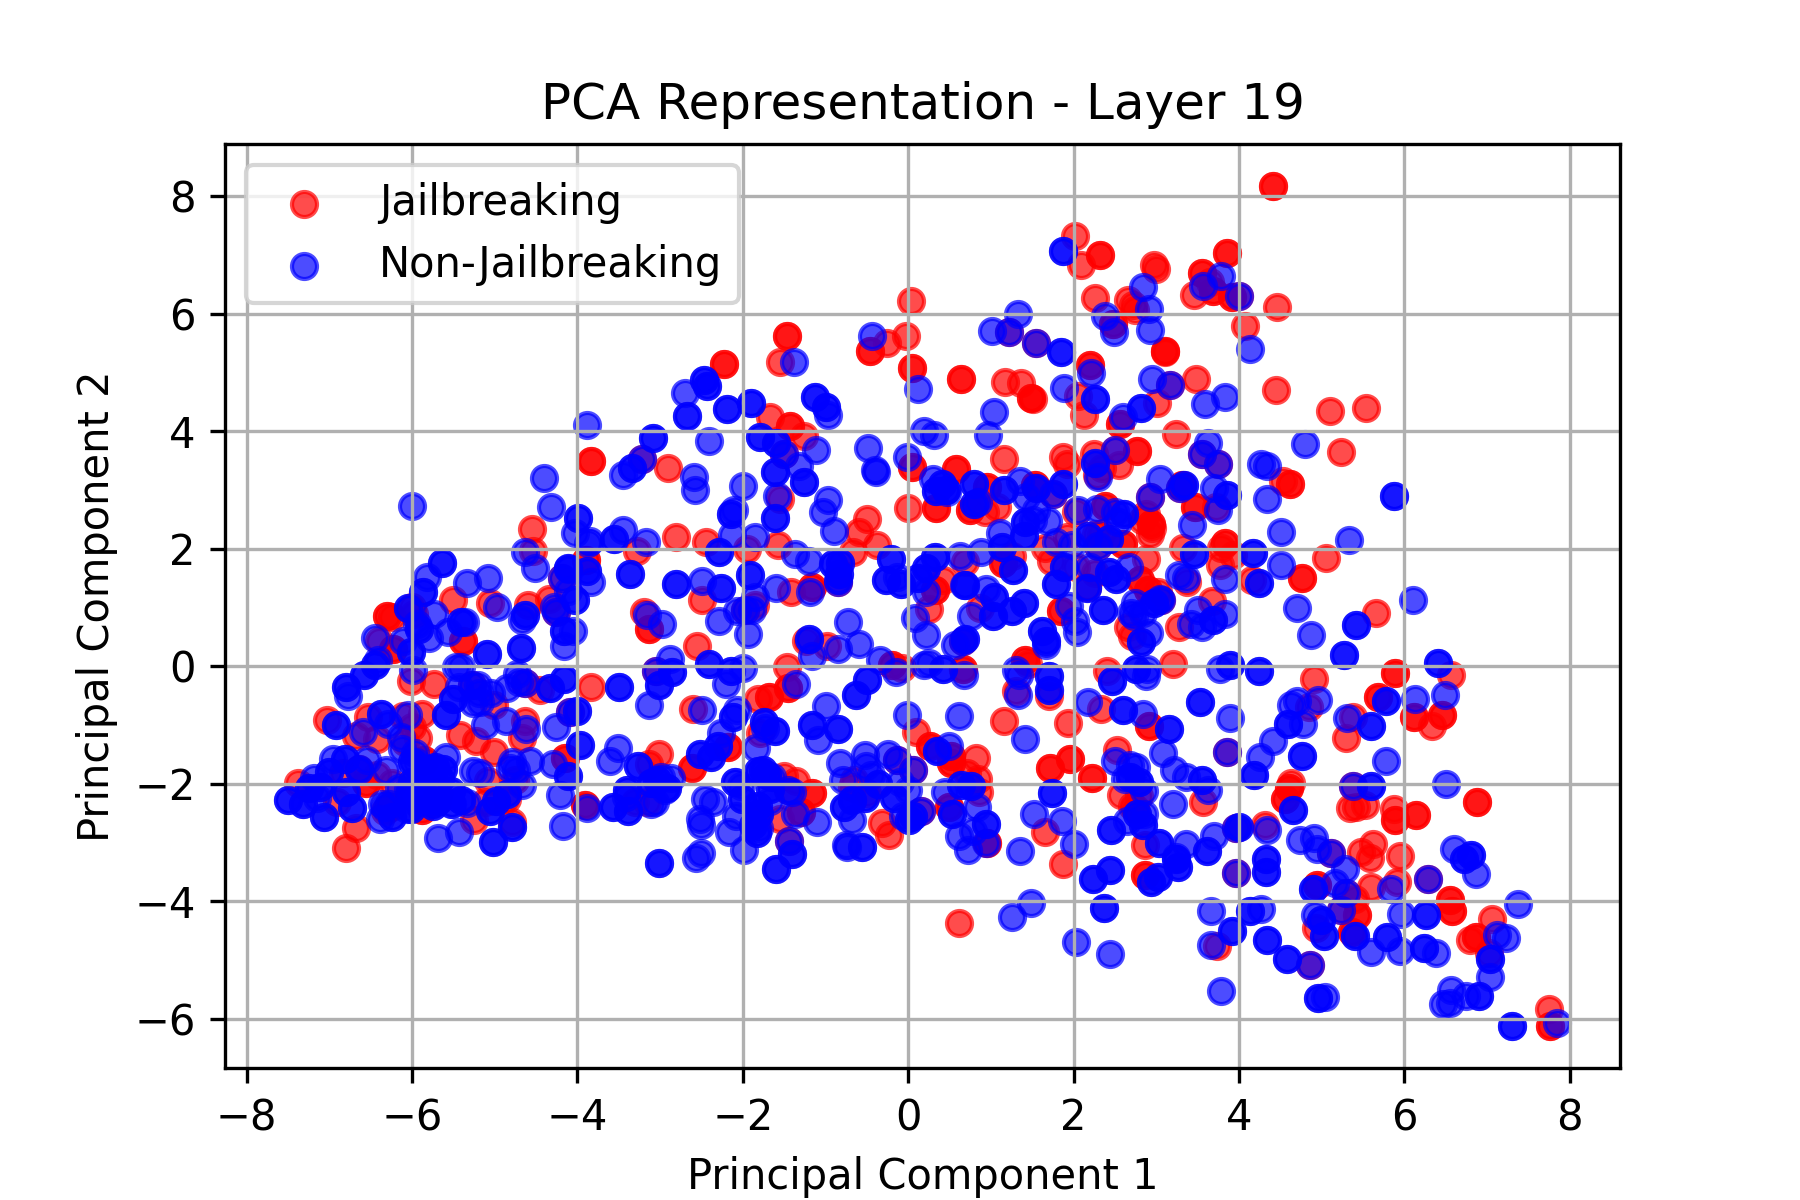 PCA Representation - Layer 19
Jailbreaking
Non-Jailbreaking
8
6
4
2
0
−2
−4
−6
Principal Component 2
−8 −6 −4 −2 0 2 4 6 8
Principal Component 1